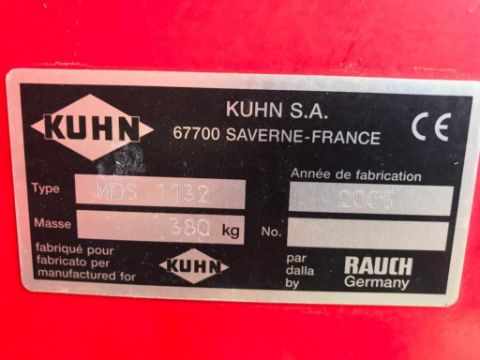 KUHN
KUHN S.A.
67700 SAVERNE-FRANCE
CE
Type MDS 1132
Année de fabrication
Masse 380 kg
No.
fabriqué pour
fabricato per
manufactured for
KUHN
par
dalla
by
RAUCH
Germany